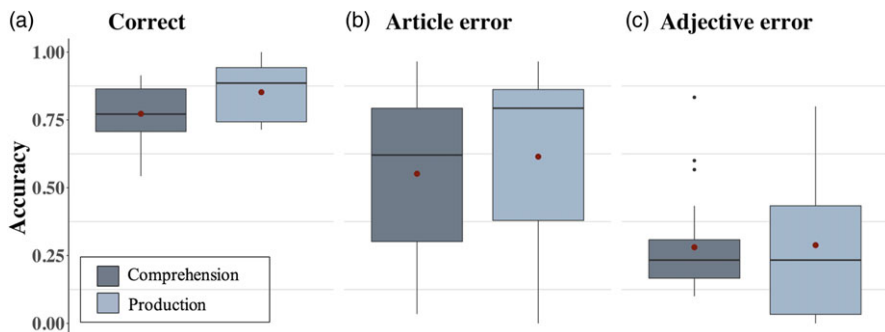 (a) Correct (b) Article error (c) Adjective error
1.00
0.75
0.50
0.25
0.00
Accuracy
Comprehension
Production